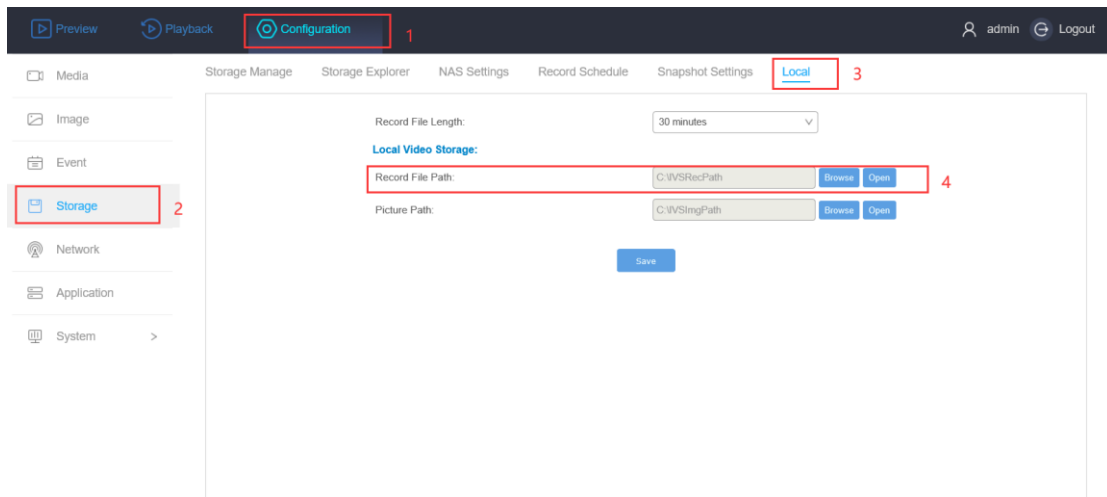 Preview Playback Configuration 1 admin Logout
Media
Image
Event
Storage 2
Network
Application
System >
Storage Manage Storage Explorer NAS Settings Record Schedule Snapshot Settings Local 3
Record File Length: 30 minutes
Local Video Storage:
Record File Path: C:\IVSRecPath Browse Open 4
Picture Path: C:\IVSImgPath Browse Open
Save